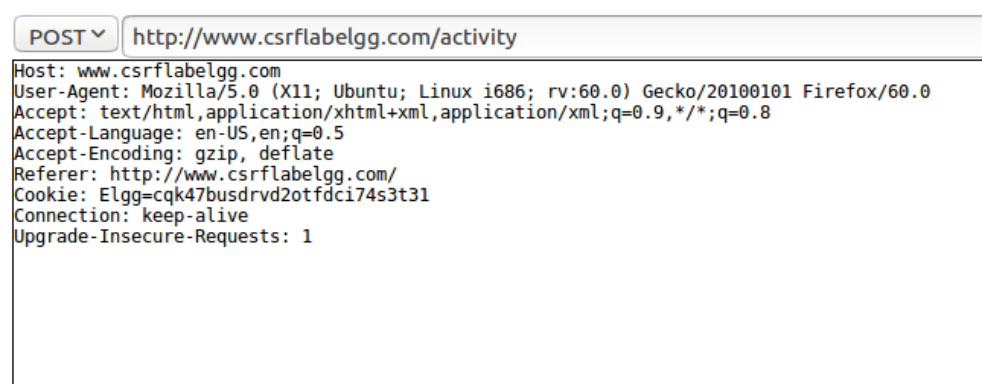 POST http://www.csrflabelgg.com/activity
Host: www.csrflabelgg.com
User-Agent: Mozilla/5.0 (X11; Ubuntu; Linux i686; rv:60.0) Gecko/20100101 Firefox/60.0
Accept: text/html,application/xhtml+xml,application/xml;q=0.9,*/*;q=0.8
Accept-Language: en-US,en;q=0.5
Accept-Encoding: gzip, deflate
Referer: http://www.csrflabelgg.com/
Cookie: Elgg=cqk47busdrvd2otfdci74s3t31
Connection: keep-alive
Upgrade-Insecure-Requests: 1